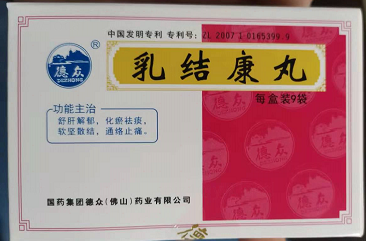 中国发明专利 专利号: ZL 2007 1 0165399.9
德众
DEZHONG
®
乳结康丸
每盒装9袋
功能主治
舒肝解郁，化瘀祛痰，
软坚散结，通络止痛。
德众
国药集团德众(佛山)药业有限公司